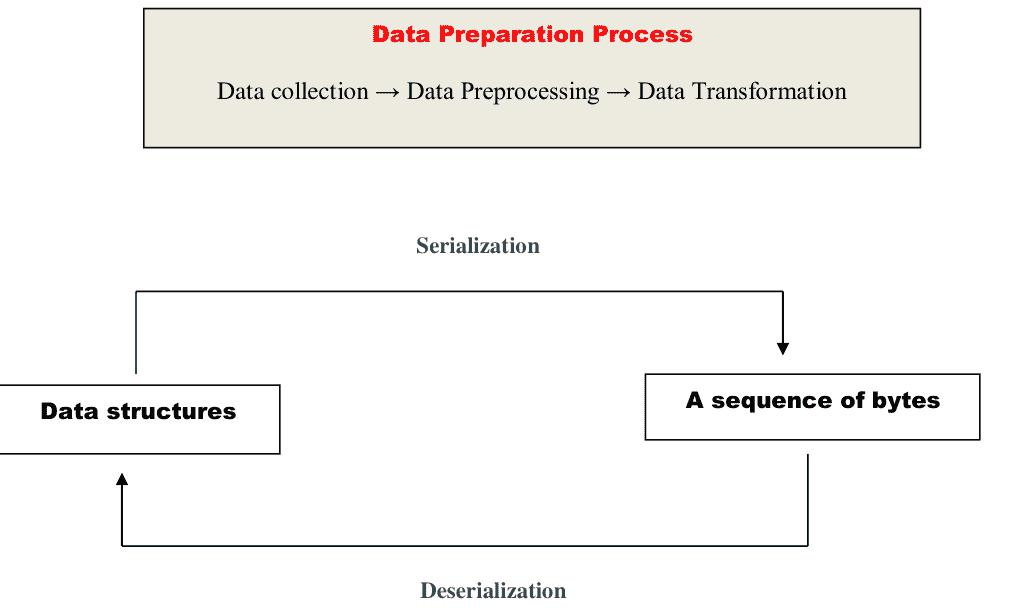 Data Preparation Process
Data collection → Data Preprocessing → Data Transformation
Serialization
Data structures
A sequence of bytes
Deserialization